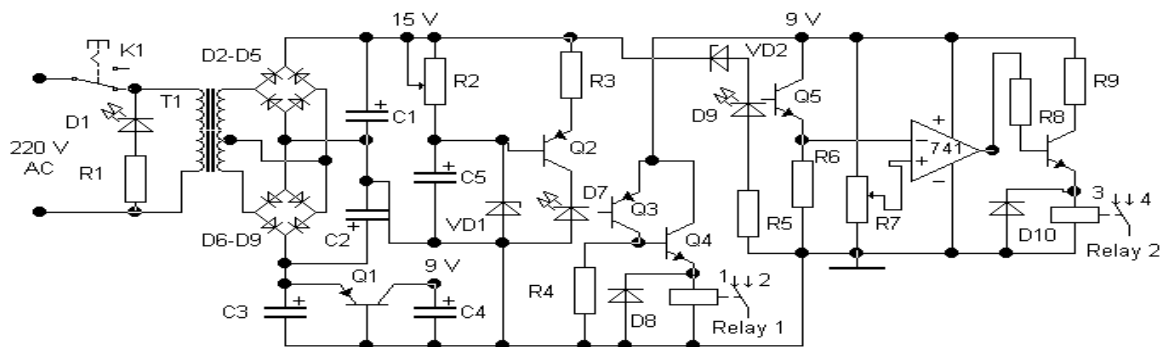 15 V
9 V
K1
D2-D5
VD2
R2
R3
R9
T1
D1
C1
D9
Q5
R8
220 V
AC
R1
Q2
741
C5
D7
R6
Q3
R5
R7
3
4
D6-D9
C2
VD1
Q4
D10
Relay 2
Q1
9 V
R4
1
2
C3
C4
D8
Relay 1